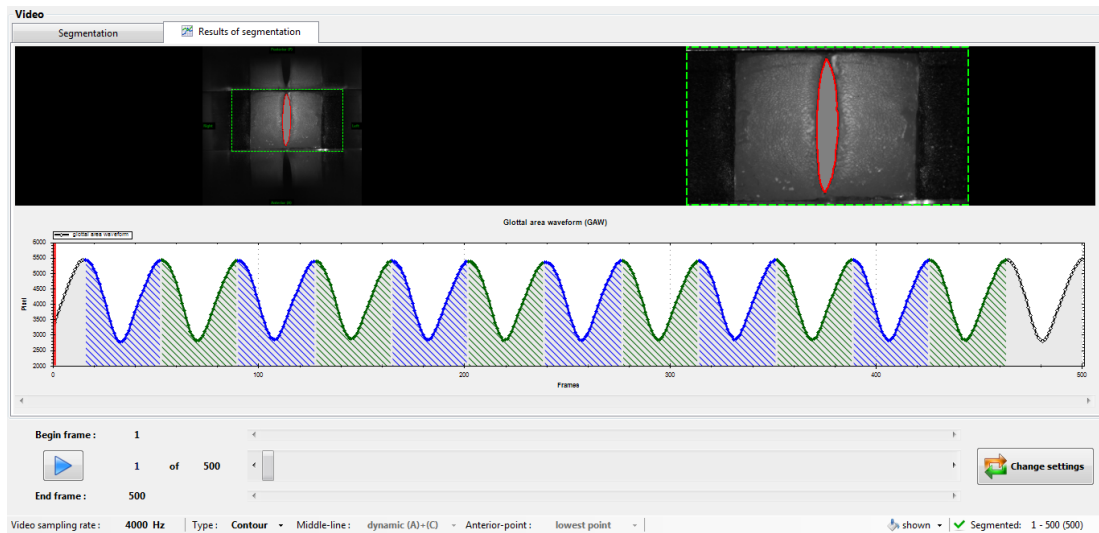 Video
Segmentation
Results of segmentation
Right
Left
Glottal area waveform (GAW)
glottal area waveform
6000
5500
5000
4500
4000
3500
3000
2500
2000
Pixel
0 100 200 300 400 500
Frames
Begin frame : 1
1 of 500
End frame : 500
Change settings
Video sampling rate : 4000 Hz Type : Contour Middle-line : dynamic (A)+(C) Anterior-point : lowest point shown Segmented: 1 - 500 (500)